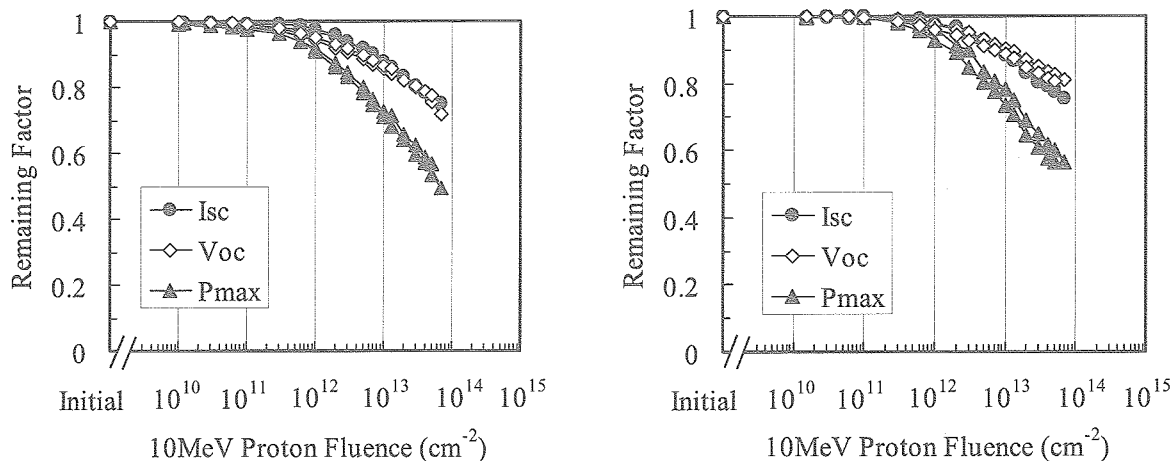 Remaining Factor
1
0.8
0.6
0.4
0.2
0
Isc
Voc
Pmax
Initial 10^10 10^11 10^12 10^13 10^14 10^15
10MeV Proton Fluence (cm^-2)
Remaining Factor
1
0.8
0.6
0.4
0.2
0
Isc
Voc
Pmax
Initial 10^10 10^11 10^12 10^13 10^14 10^15
10MeV Proton Fluence (cm^-2)